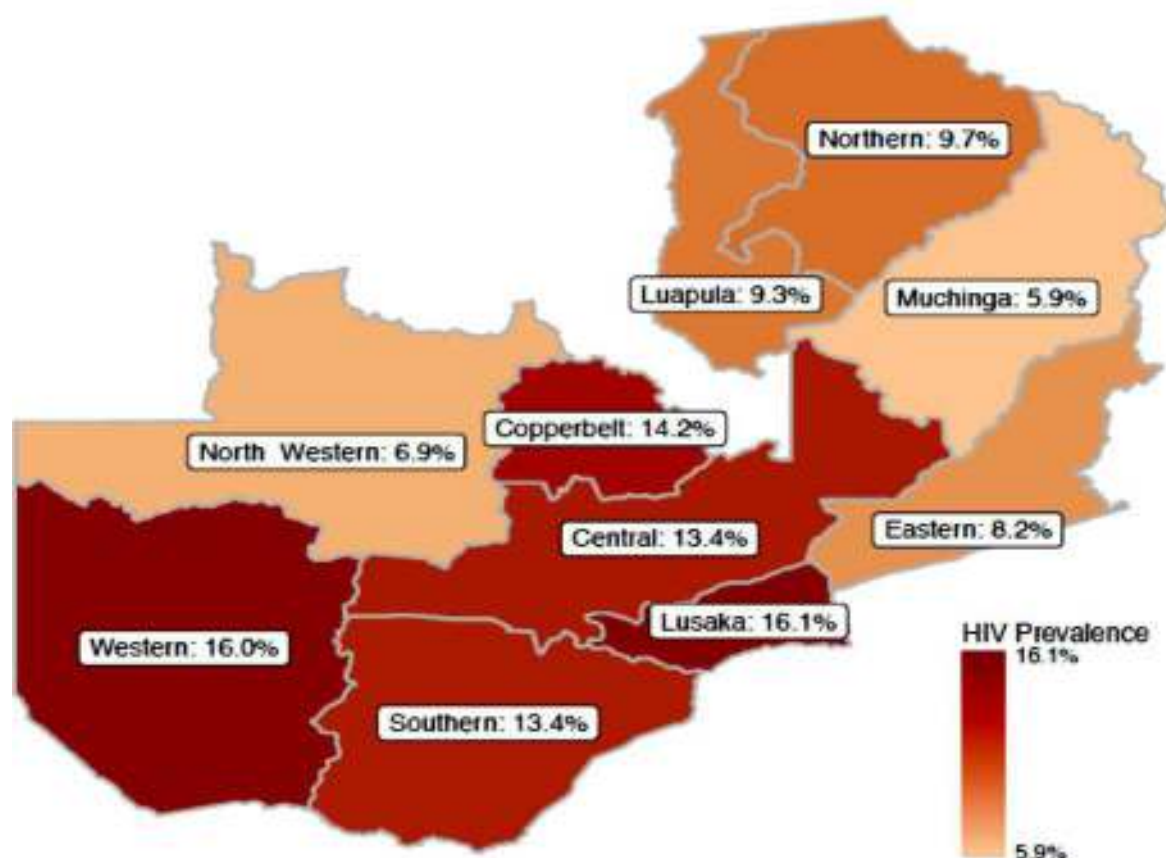 Northern: 9.7%
Luapula: 9.3%
Muchinga: 5.9%
Copperbelt: 14.2%
North Western: 6.9%
Central: 13.4%
Eastern: 8.2%
Lusaka: 16.1%
Western: 16.0%
Southern: 13.4%
HIV Prevalence
16.1%
5.9%